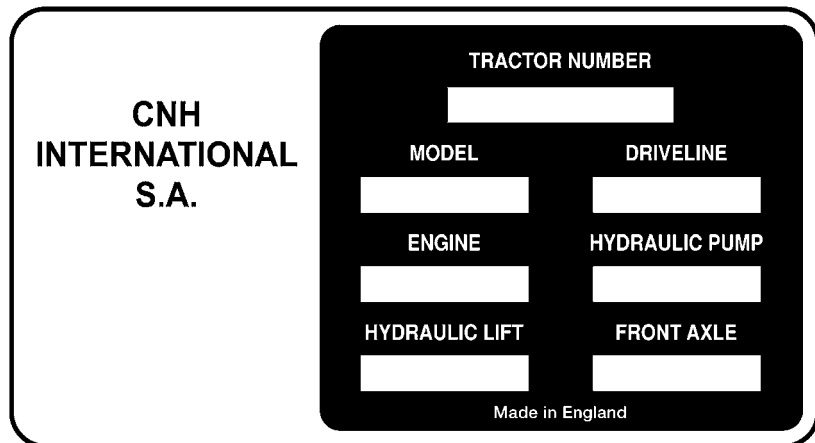 CNH
INTERNATIONAL
S.A.
TRACTOR NUMBER
MODEL DRIVELINE
ENGINE HYDRAULIC PUMP
HYDRAULIC LIFT FRONT AXLE
Made in England